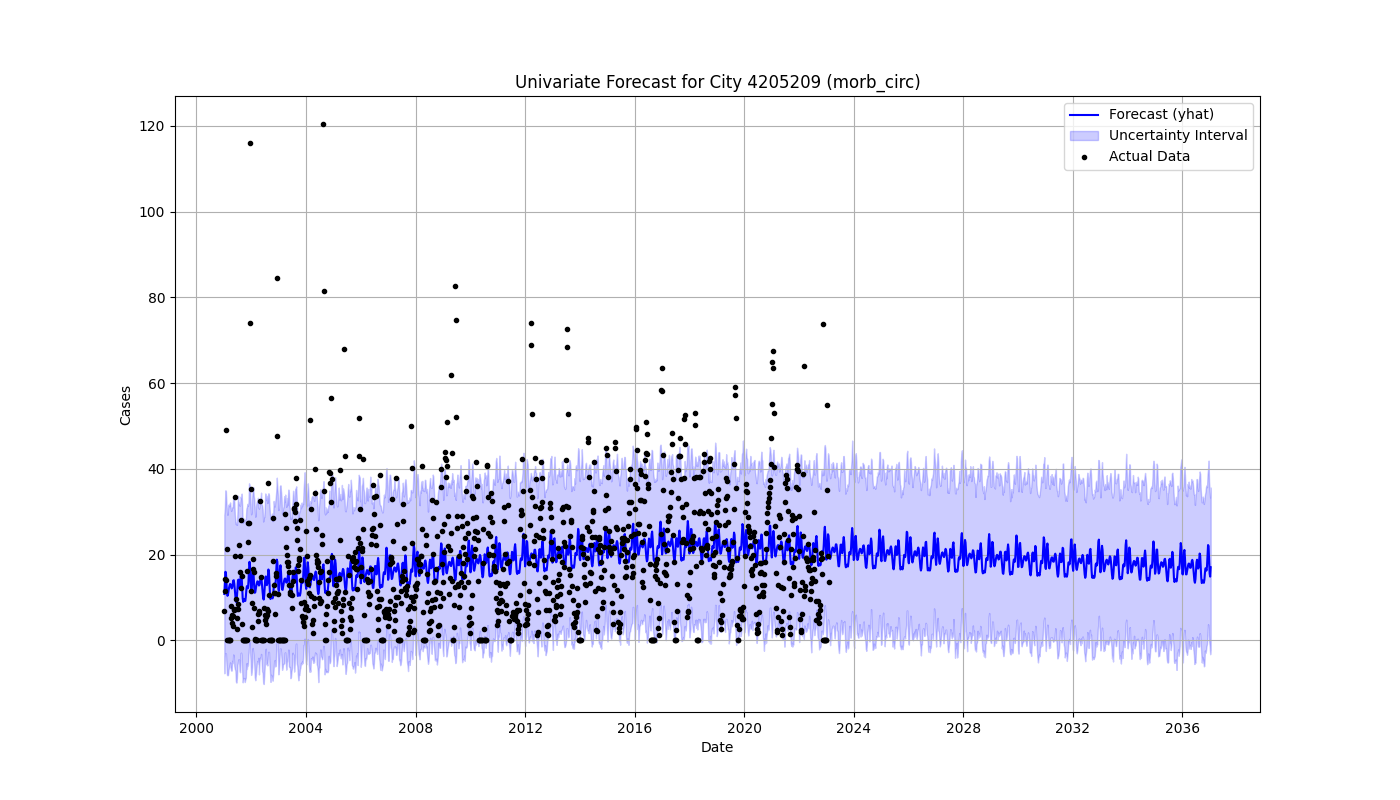 Univariate Forecast for City 4205209 (morb_circ)
Forecast (yhat)
Uncertainty Interval
Actual Data
120
100
80
60
40
20
0
Cases
2000 2004 2008 2012 2016 2020 2024 2028 2032 2036
Date